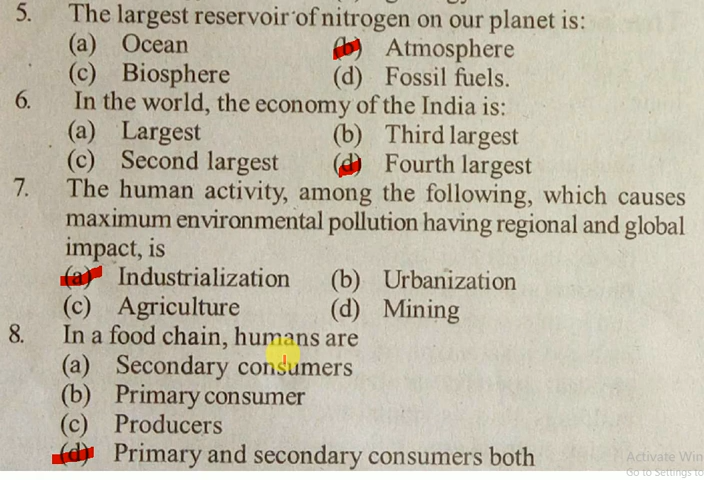 5. The largest reservoir of nitrogen on our planet is:
(a) Ocean (b) Atmosphere
(c) Biosphere (d) Fossil fuels.
6. In the world, the economy of the India is:
(a) Largest (b) Third largest
(c) Second largest (d) Fourth largest
7. The human activity, among the following, which causes
maximum environmental pollution having regional and global
impact, is
(a) Industrialization (b) Urbanization
(c) Agriculture (d) Mining
8. In a food chain, humans are
(a) Secondary consumers
(b) Primary consumer
(c) Producers
(d) Primary and secondary consumers both
Activate Win
Go to Settings to